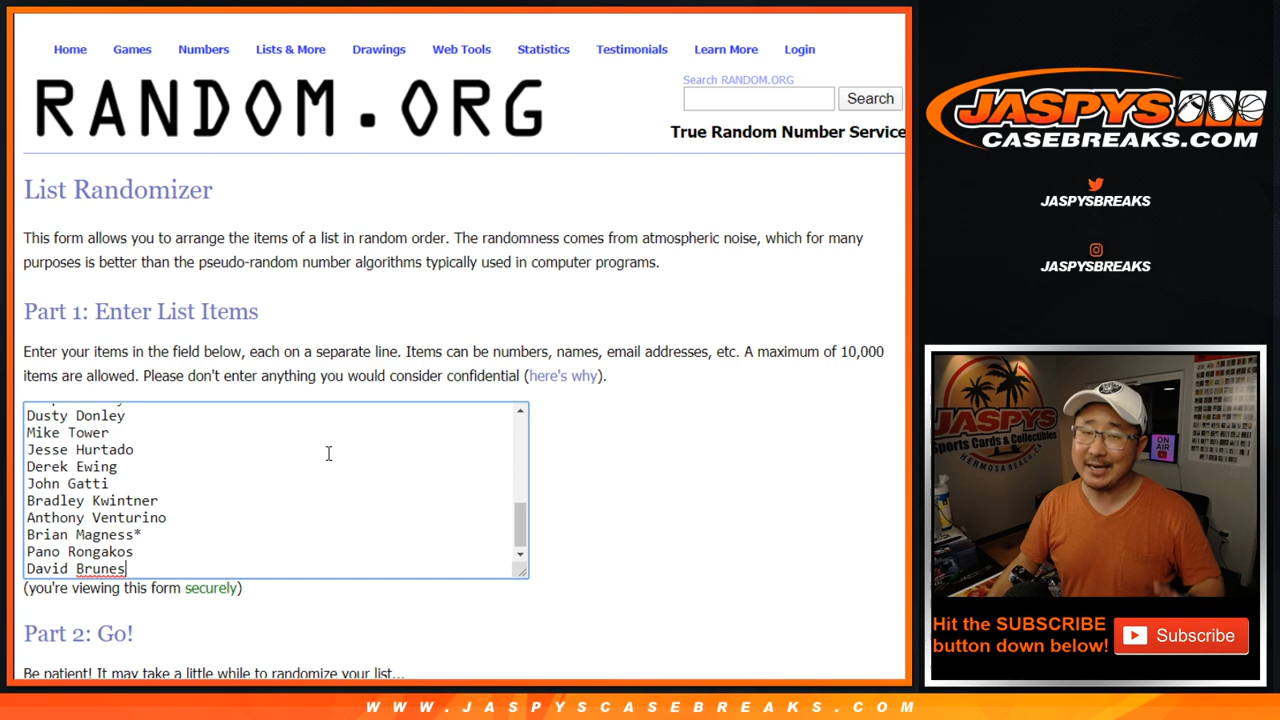 Home Games Numbers Lists & More Drawings Web Tools Statistics Testimonials Learn More Login
RANDOM.ORG
Search RANDOM.ORG
Search
True Random Number Service
List Randomizer
This form allows you to arrange the items of a list in random order. The randomness comes from atmospheric noise, which for many
purposes is better than the pseudo-random number algorithms typically used in computer programs.
Part 1: Enter List Items
Enter your items in the field below, each on a separate line. Items can be numbers, names, email addresses, etc. A maximum of 10,000
items are allowed. Please don't enter anything you would consider confidential (here's why).
Dusty Donley
Mike Tower
Jesse Hurtado
Derek Ewing
John Gatti
Bradley Kwintner
Anthony Venturino
Brian Magness*
Pano Rongakos
David Brunes
(you're viewing this form securely)
Part 2: Go!
Be patient! It may take a little while to randomize your list...
JASPYS
CASEBREAKS.COM
JASPYSBREAKS
JASPYSBREAKS
JASPYS
Sports Cards & Collectibles
HERMOSA BEACH, CA
ON
AIR
Hit the SUBSCRIBE
button down below!
Subscribe
WWW.JASPYSCASEBREAKS.COM